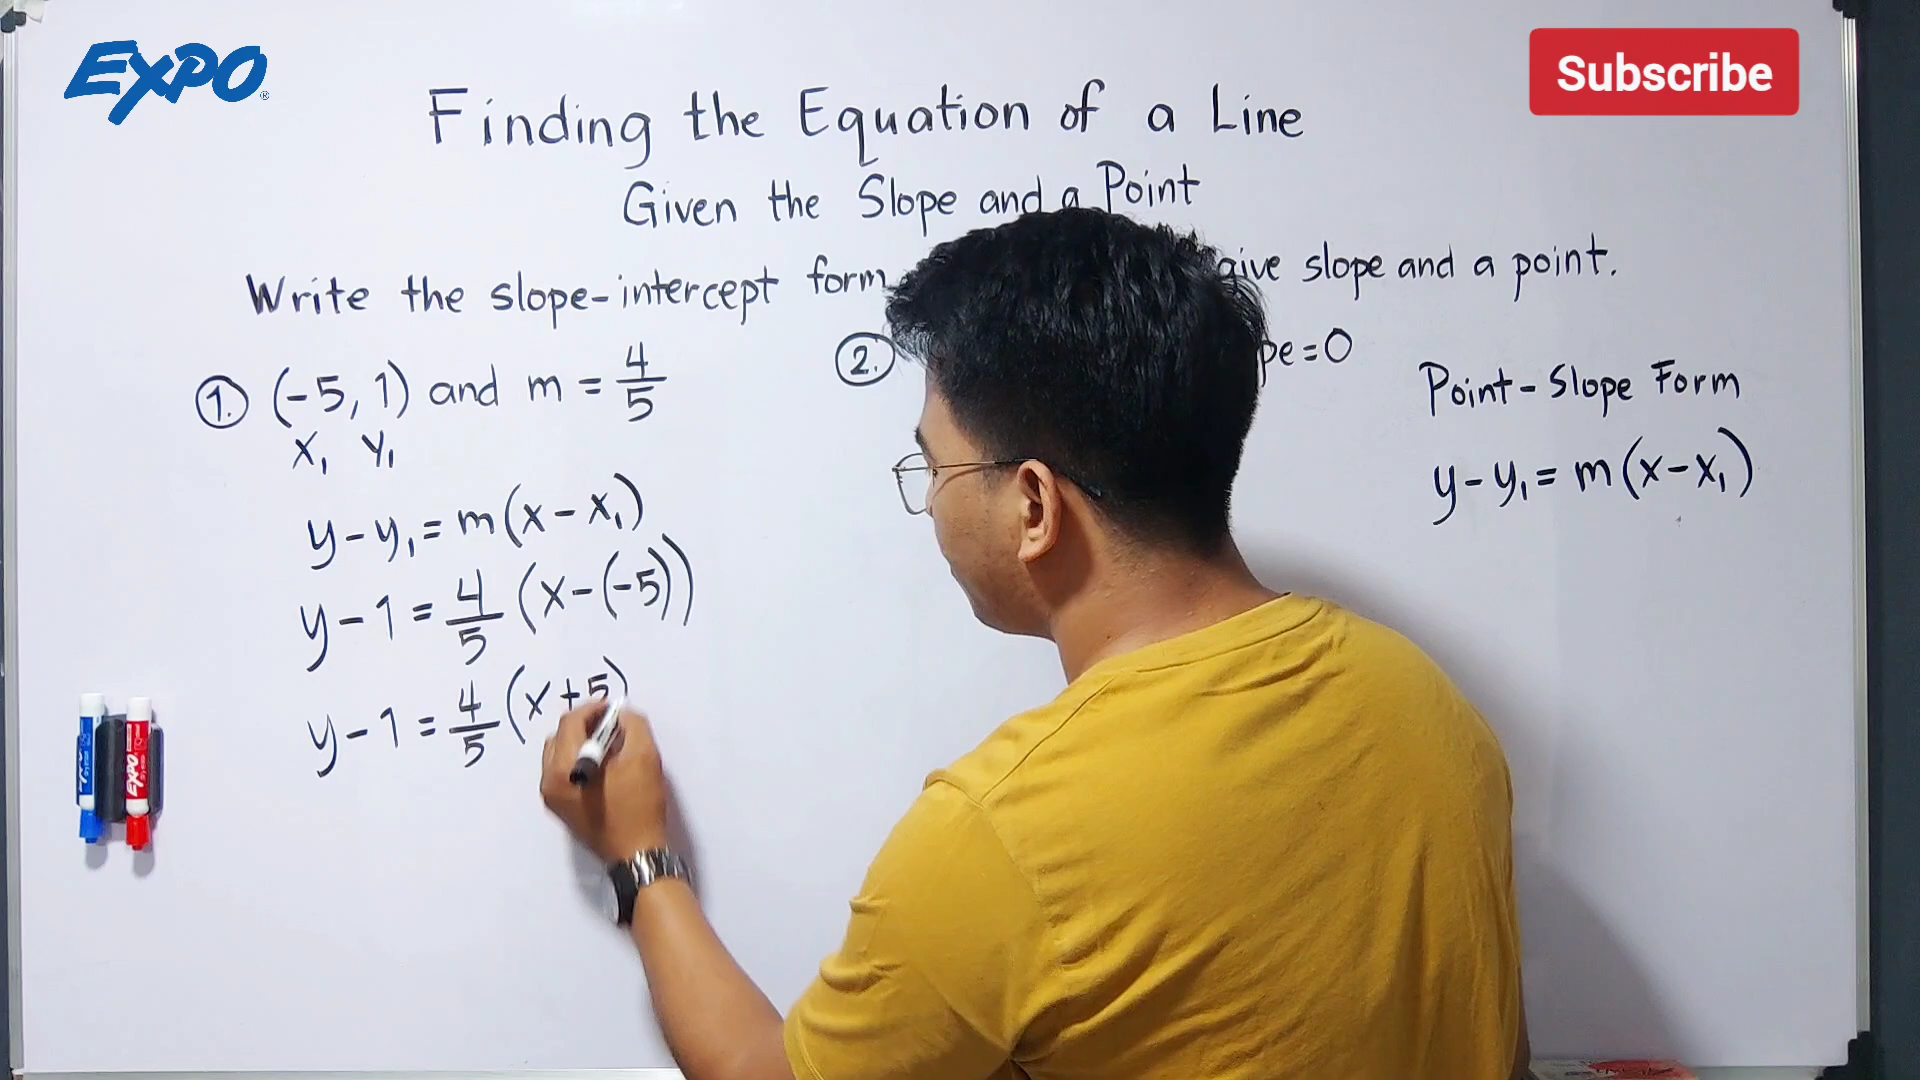 EXPO
Subscribe
Finding the Equation of a Line
Given the Slope and a Point
Write the slope-intercept form give slope and a point.
1. (-5, 1) and m = 4/5
x₁ y₁
y - y₁ = m(x - x₁)
y - 1 = 4/5 (x - (-5))
y - 1 = 4/5 (x + 5)
2. pe = 0
Point - Slope Form
y - y₁ = m(x - x₁)
EXPO
EXPO